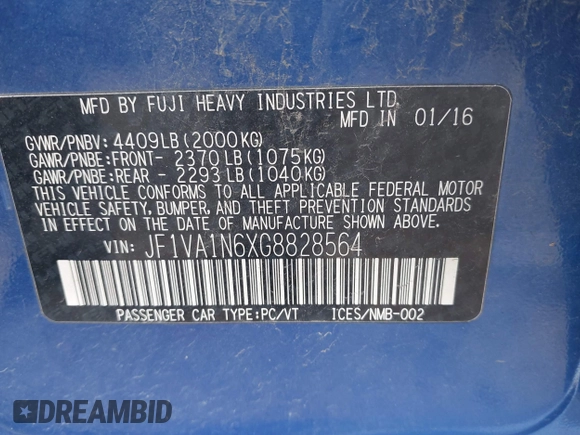 MFD BY FUJI HEAVY INDUSTRIES LTD.
MFD IN 01/16
GVWR/PNBV: 4409LB (2000KG)
GAWR/PNBE: FRONT- 2370LB (1075KG)
GAWR/PNBE: REAR - 2293LB (1040KG)
THIS VEHICLE CONFORMS TO ALL APPLICABLE FEDERAL MOTOR
VEHICLE SAFETY, BUMPER, AND THEFT PREVENTION STANDARDS
IN EFFECT ON THE DATE OF MANUFACTURE SHOWN ABOVE.
VIN: JF1VA1N6XG8828564
PASSENGER CAR TYPE:PC/VT ICES/NMB-002
DREAMBID